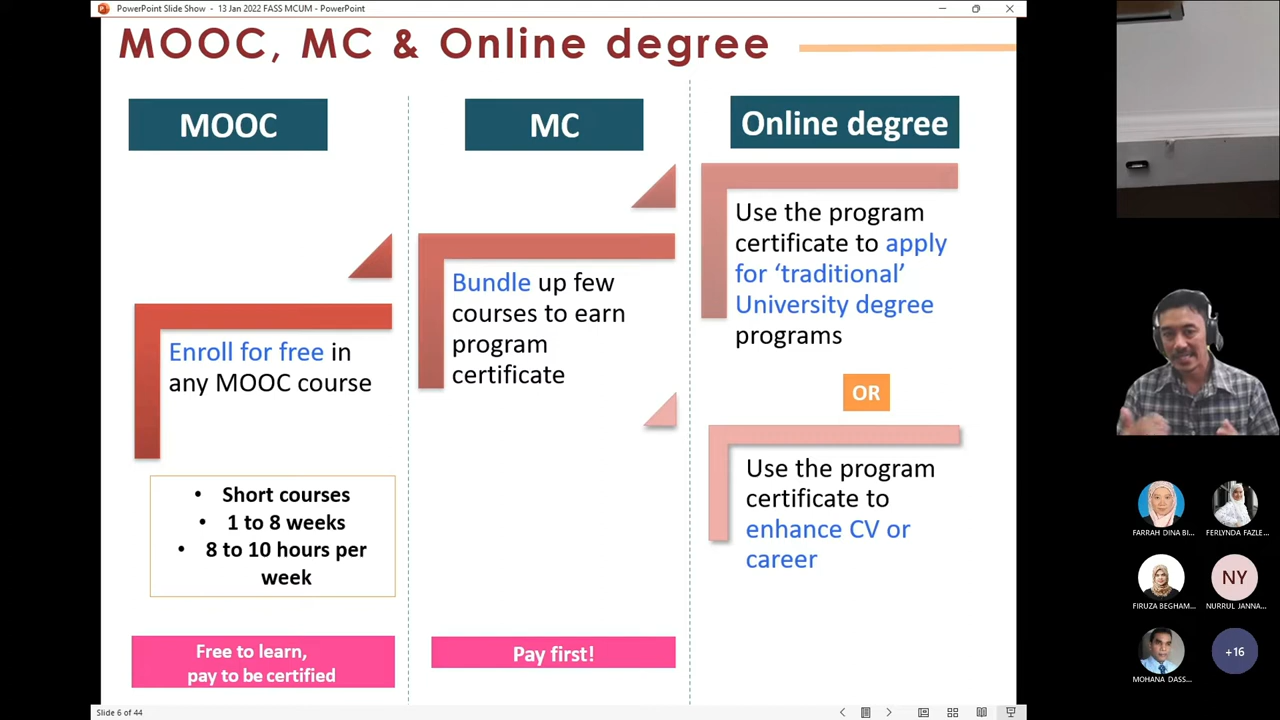 PowerPoint Slide Show - 13 Jan 2022 FASS MCUM - PowerPoint
MOOC, MC & Online degree
MOOC
Enroll for free in
any MOOC course
• Short courses
• 1 to 8 weeks
• 8 to 10 hours per
week
Free to learn,
pay to be certified
MC
Bundle up few
courses to earn
program
certificate
Pay first!
Online degree
Use the program
certificate to apply
for ‘traditional’
University degree
programs
OR
Use the program
certificate to
enhance CV or
career
FARRAH DINA BI...
FERLYNDA FAZLE...
FIRUZA BEGHAM...
NY
NURRUL JANNA...
MOHANA DASS...
+16
Slide 6 of 44